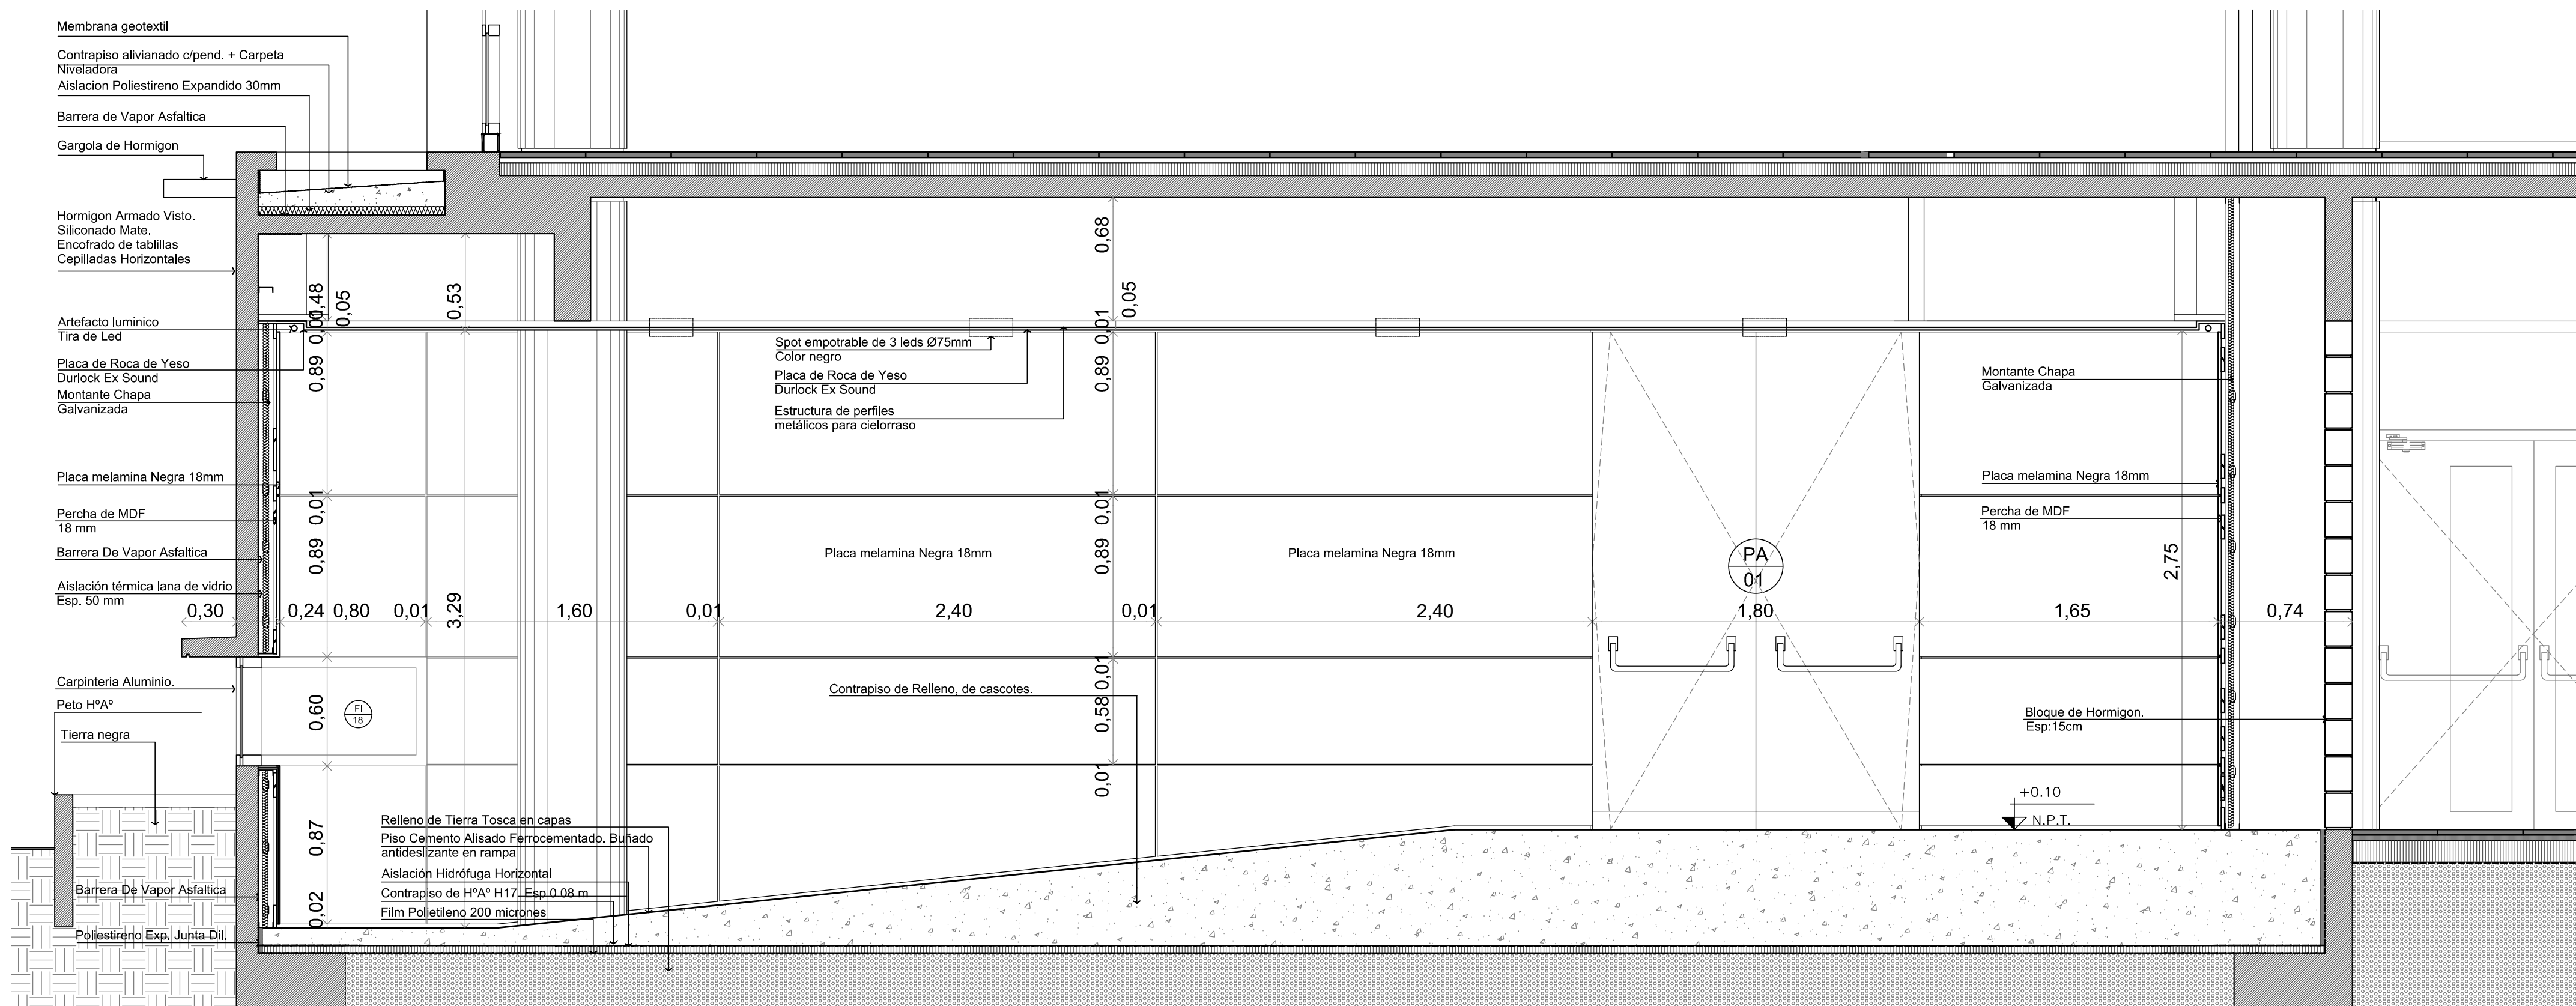 Membrana geotextil
Contrapiso alivianado c/pend. + Carpeta
Niveladora
Aislacion Poliestireno Expandido 30mm
Barrera de Vapor Asfaltica
Gargola de Hormigon
Hormigon Armado Visto.
Siliconado Mate.
Encofrado de tablillas
Cepilladas Horizontales
Artefacto luminico
Tira de Led
Placa de Roca de Yeso
Durlock Ex Sound
Montante Chapa
Galvanizada
Placa melamina Negra 18mm
Percha de MDF
18 mm
Barrera De Vapor Asfaltica
Aislación térmica lana de vidrio
Esp. 50 mm
Carpinteria Aluminio.
Peto HºAº
Tierra negra
Barrera De Vapor Asfaltica
Poliestireno Exp. Junta Dil.
0,48
0,05
0,53
0,01
0,89
0,01
0,89
3,29
0,60
0,87
0,02
FI
18
0,30
0,24
0,80
0,01
1,60
0,01
2,40
0,01
2,40
1,80
1,65
0,74
0,68
0,05
0,01
0,89
0,01
0,89
0,01
0,58
0,01
Spot empotrable de 3 leds Ø75mm
Color negro
Placa de Roca de Yeso
Durlock Ex Sound
Estructura de perfiles
metálicos para cielorraso
Placa melamina Negra 18mm
Placa melamina Negra 18mm
PA
01
Contrapiso de Relleno, de cascotes.
Relleno de Tierra Tosca en capas
Piso Cemento Alisado Ferrocementado. Buñado
antideslizante en rampa
Aislación Hidrófuga Horizontal
Contrapiso de HºAº H17. Esp 0.08 m
Film Polietileno 200 micrones
Montante Chapa
Galvanizada
Placa melamina Negra 18mm
Percha de MDF
18 mm
2,75
Bloque de Hormigon.
Esp:15cm
+0.10
N.P.T.